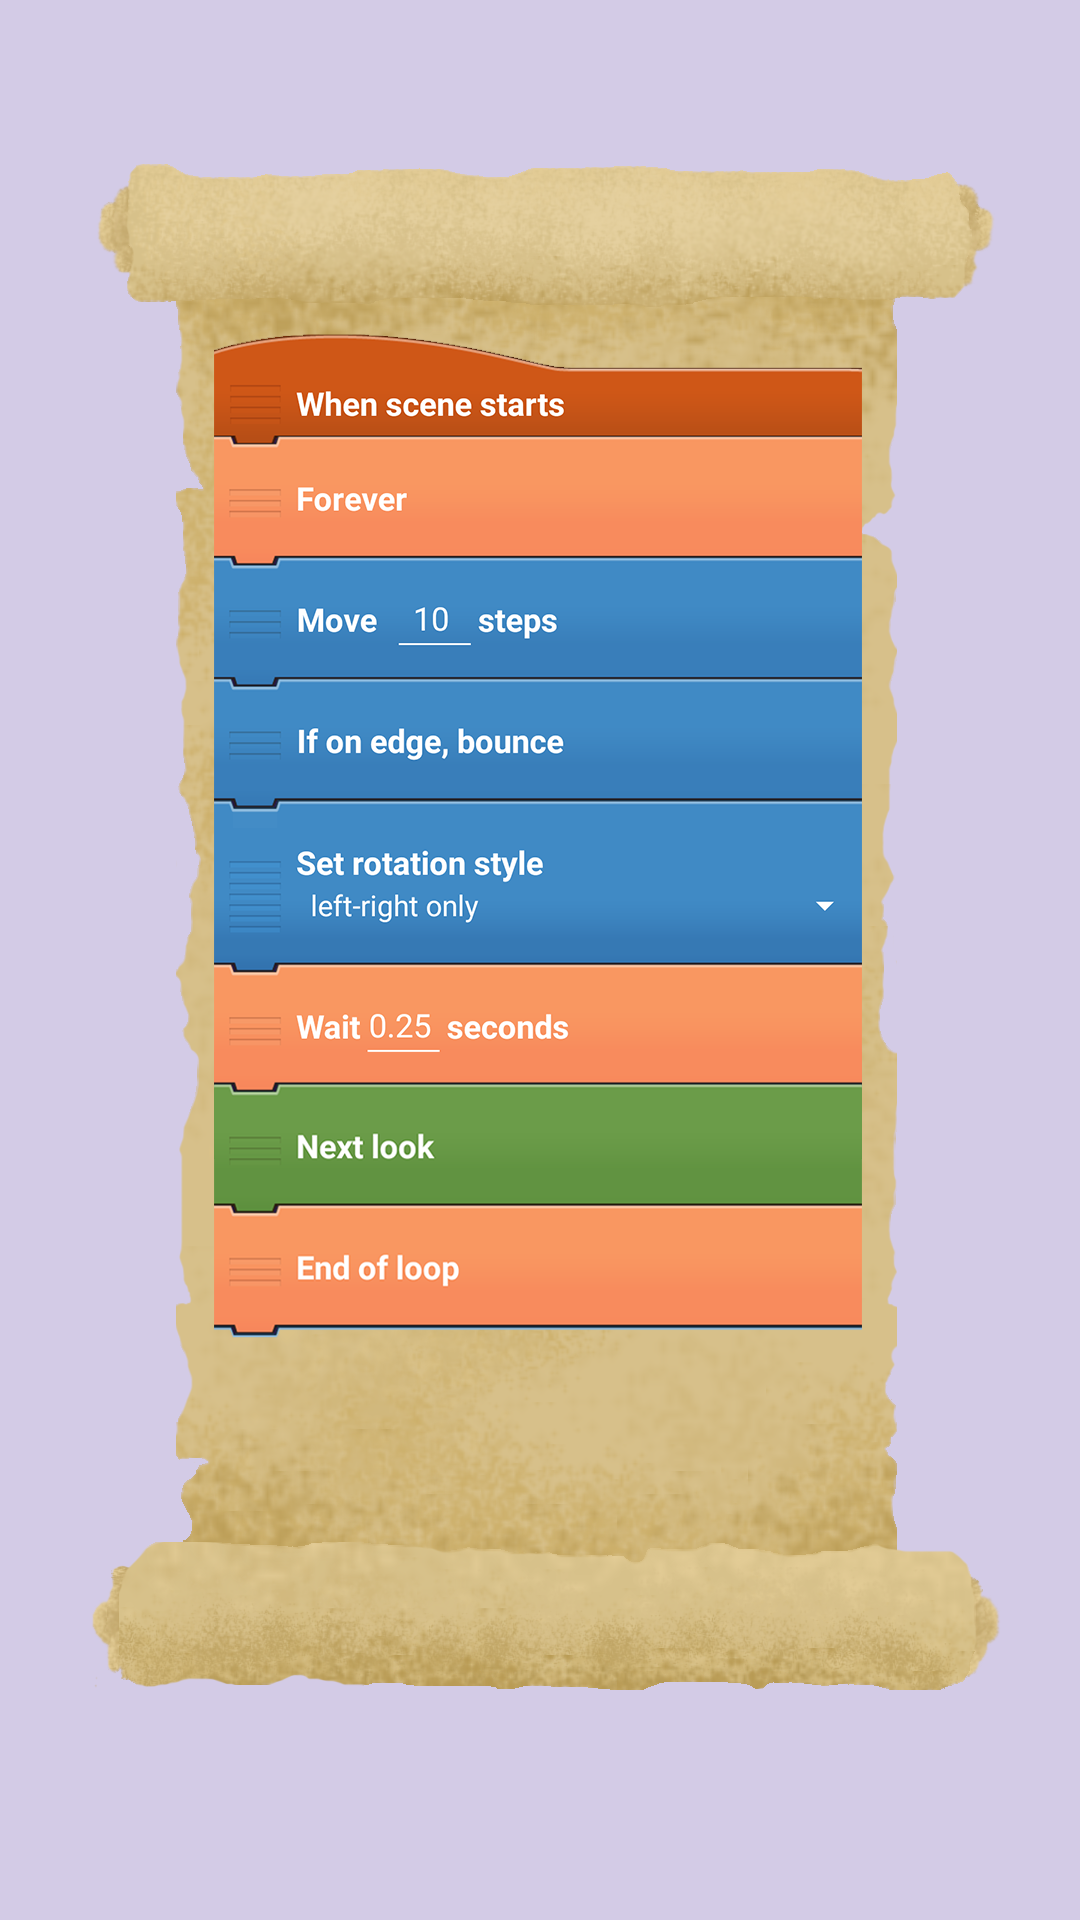 When scene starts
Forever
Move 10 steps
If on edge, bounce
Set rotation style
left-right only
Wait 0.25 seconds
Next look
End of loop